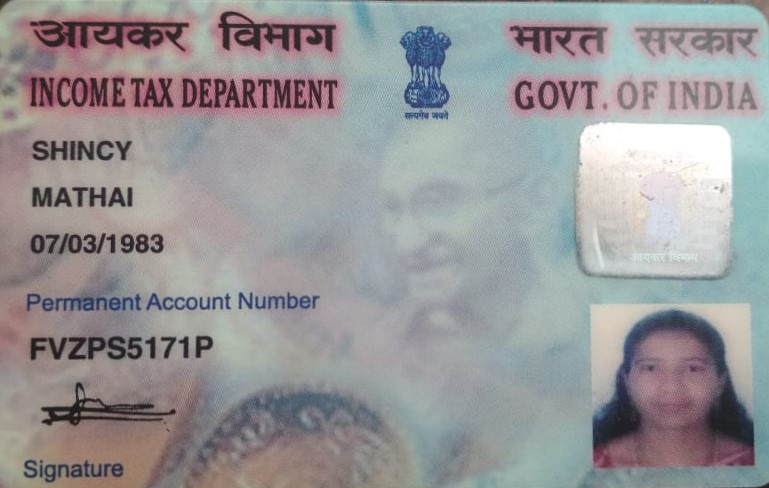 आयकर विभाग
भारत सरकार
INCOME TAX DEPARTMENT
सत्यमेव जयते
GOVT. OF INDIA
SHINCY
MATHAI
07/03/1983
आयकर विभाग
Permanent Account Number
FVZPS5171P
Signature